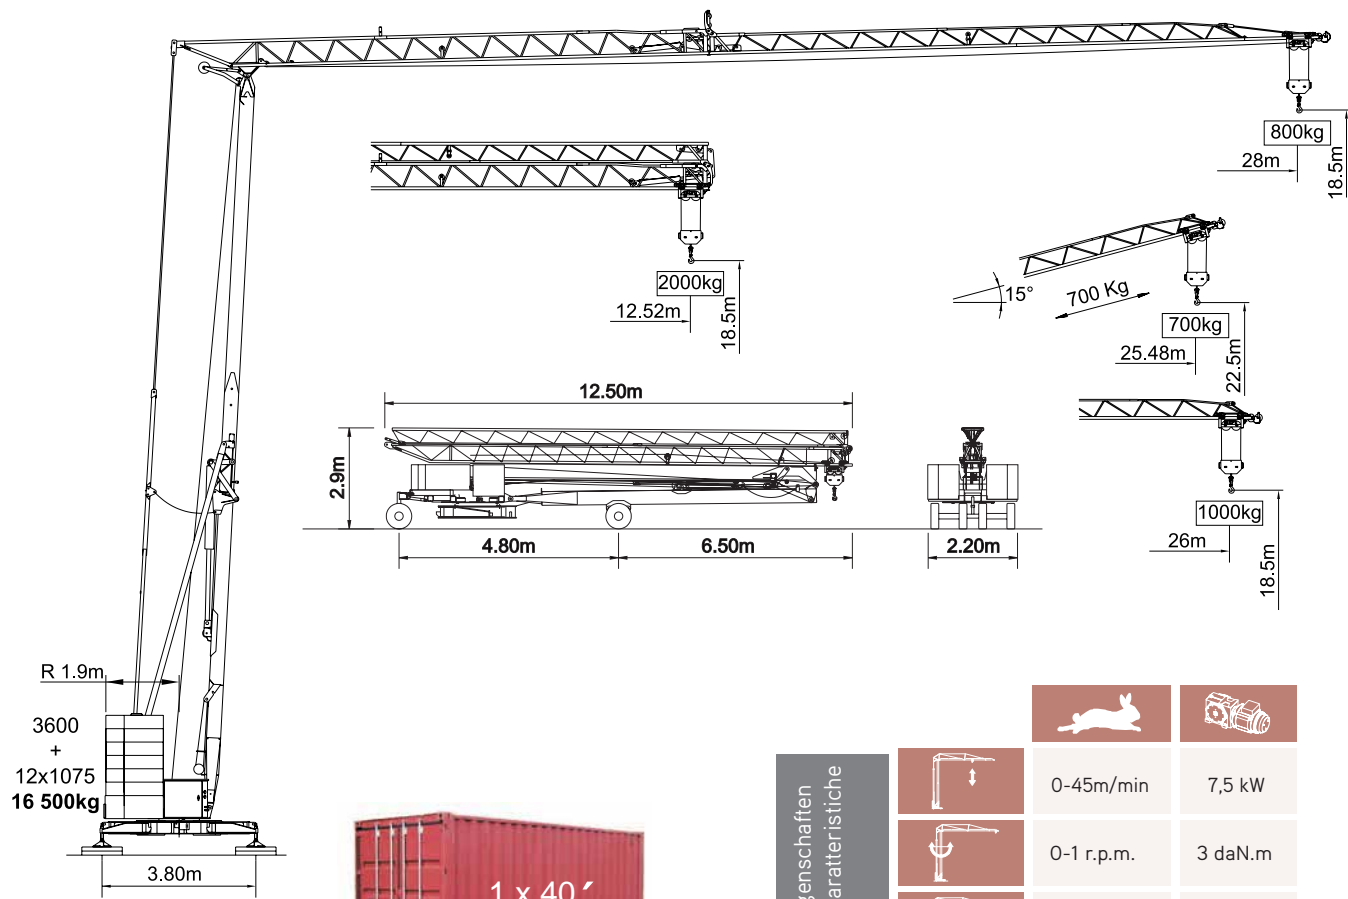 800kg
28m
18.5m
2000kg
12.52m
18.5m
15°
700 Kg
700kg
25.48m
22.5m
12.50m
2.9m
4.80m
6.50m
2.20m
1000kg
26m
18.5m
R 1.9m
3600
+
12x1075
16 500kg
3.80m
1 x 40´
genschaften
aratteristiche
0-45m/min
7,5 kW
0-1 r.p.m.
3 daN.m